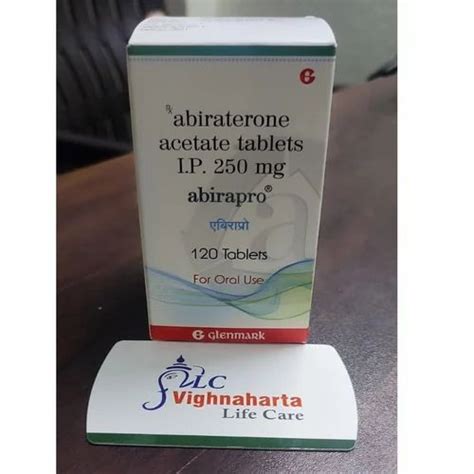 ℞ abiraterone
acetate tablets
I.P. 250 mg
abirapro®
एबिराप्रो
120 Tablets
For Oral Use
G glenmark
VLC
Vighnaharta
Life Care